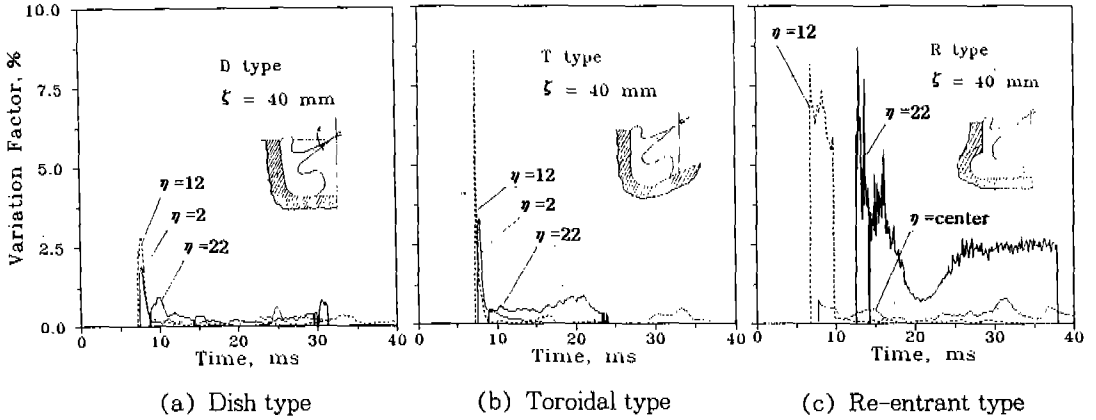 Variation Factor, %
10.0
7.5
5.0
2.5
0.0
D type
ζ = 40 mm
η =12
η =2
η =22
0 10 20 30 40
Time, ms
(a) Dish type
T type
ζ = 40 mm
η =12
η =2
η =22
0 10 20 30 40
Time, ms
(b) Toroidal type
η =12
R type
ζ = 40 mm
η =22
η =center
0 10 20 30 40
Time, ms
(c) Re-entrant type